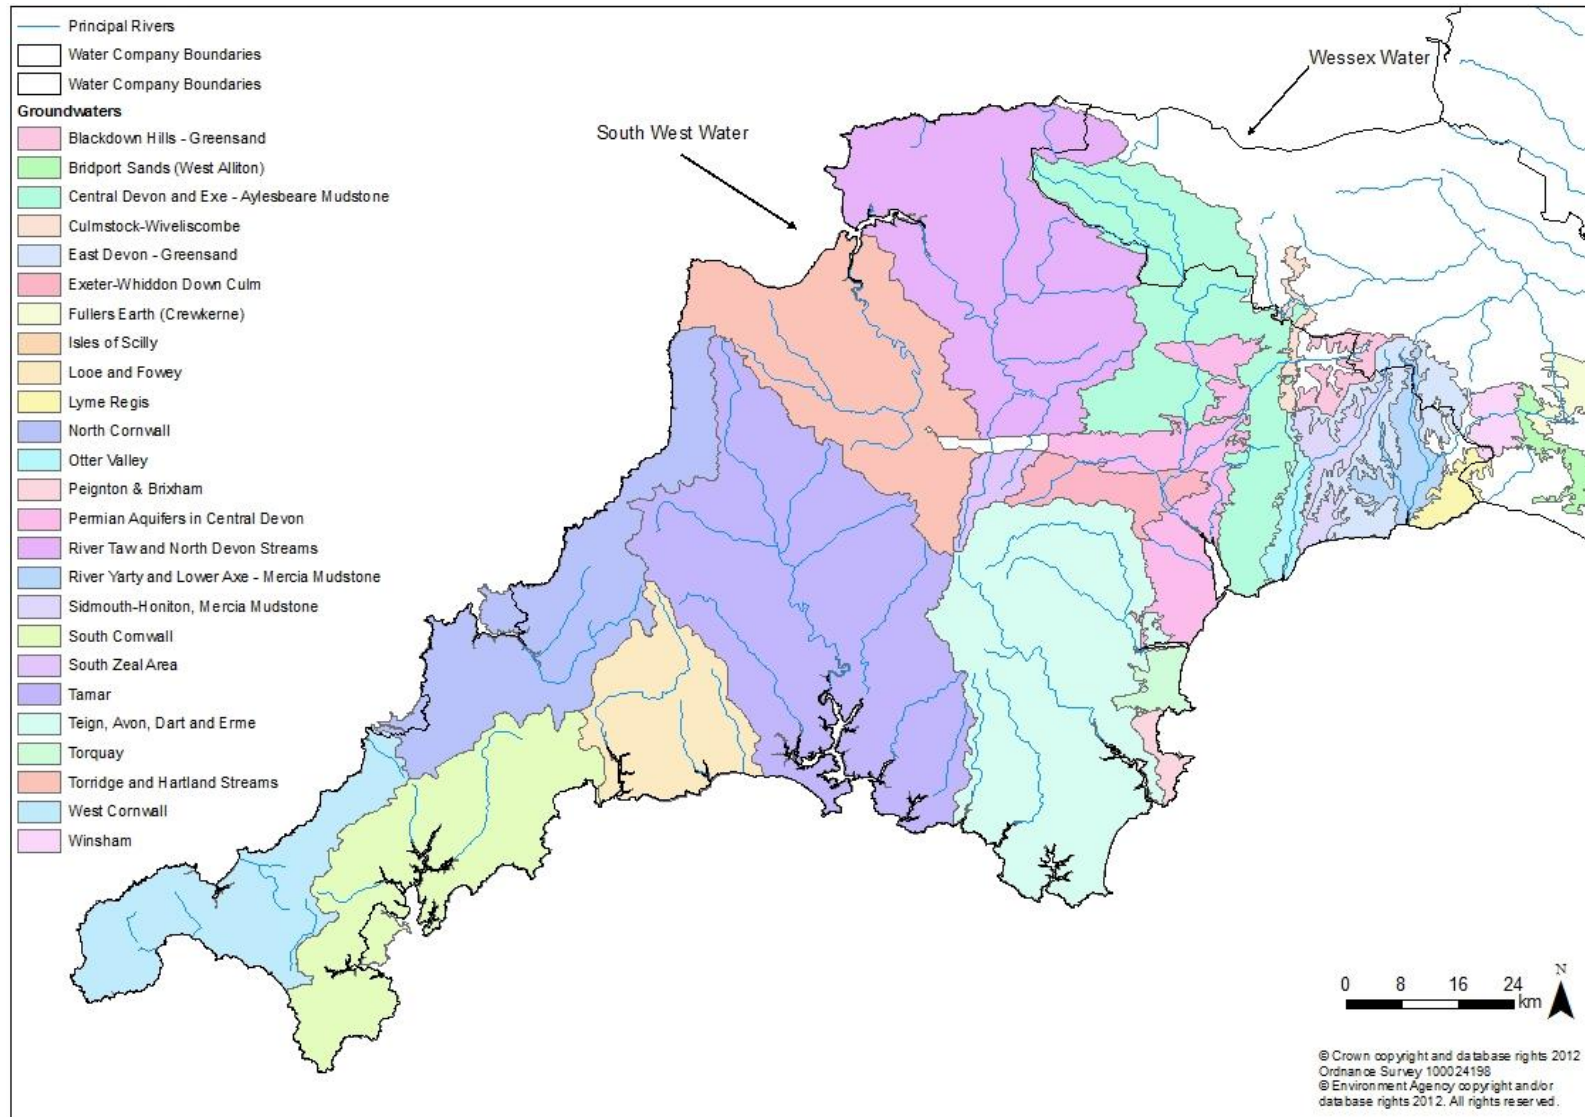 Principal Rivers
Water Company Boundaries
Water Company Boundaries
Groundwaters
Blackdown Hills - Greensand
Bridport Sands (West Alliton)
Central Devon and Exe - Aylesbeare Mudstone
Culmstock-Wiveliscombe
East Devon - Greensand
Exeter-Whiddon Down Culm
Fullers Earth (Crewkerne)
Isles of Scilly
Looe and Fowey
Lyme Regis
North Cornwall
Otter Valley
Peignton & Brixham
Permian Aquifers in Central Devon
River Taw and North Devon Streams
River Yarty and Lower Axe - Mercia Mudstone
Sidmouth-Honiton, Mercia Mudstone
South Cornwall
South Zeal Area
Tamar
Teign, Avon, Dart and Erme
Torquay
Torridge and Hartland Streams
West Cornwall
Winsham
South West Water
Wessex Water
0 8 16 24
km
N
© Crown copyright and database rights 2012
Ordnance Survey 100024198
© Environment Agency copyright and/or
database rights 2012. All rights reserved.